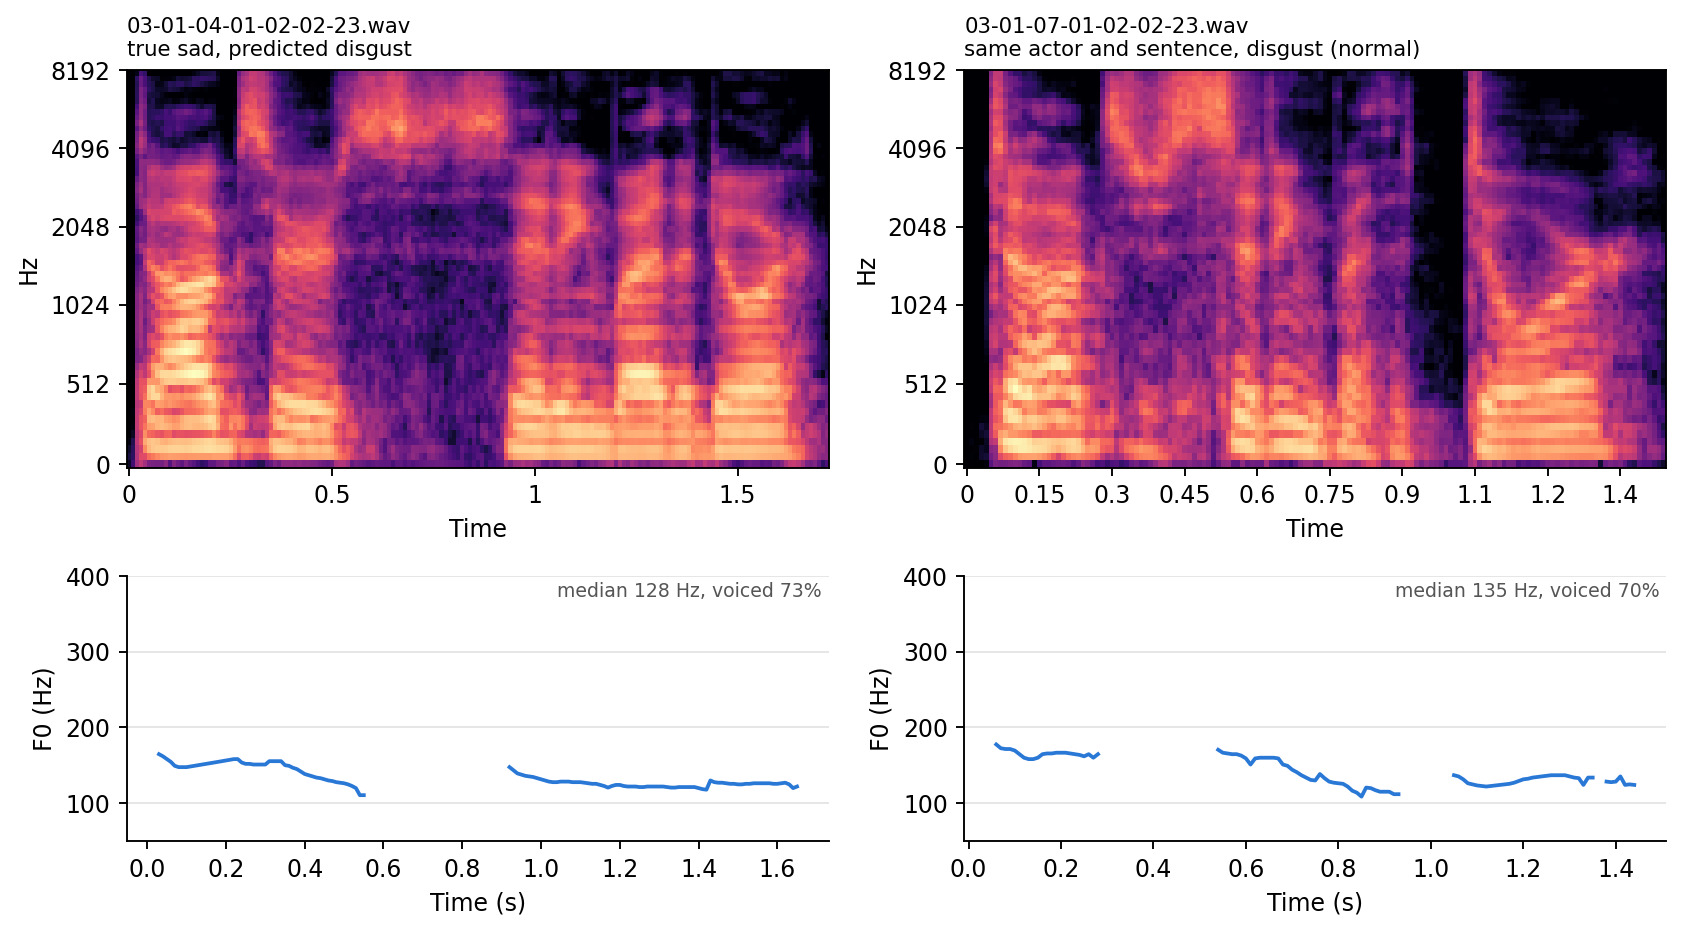 03-01-04-01-02-02-23.wav
true sad, predicted disgust
8192
4096
2048
1024
512
0
Hz
0 0.5 1 1.5
Time
03-01-07-01-02-02-23.wav
same actor and sentence, disgust (normal)
8192
4096
2048
1024
512
0
Hz
0 0.15 0.3 0.45 0.6 0.75 0.9 1.1 1.2 1.4
Time
median 128 Hz, voiced 73%
400
300
200
100
F0 (Hz)
0.0 0.2 0.4 0.6 0.8 1.0 1.2 1.4 1.6
Time (s)
median 135 Hz, voiced 70%
400
300
200
100
F0 (Hz)
0.0 0.2 0.4 0.6 0.8 1.0 1.2 1.4
Time (s)